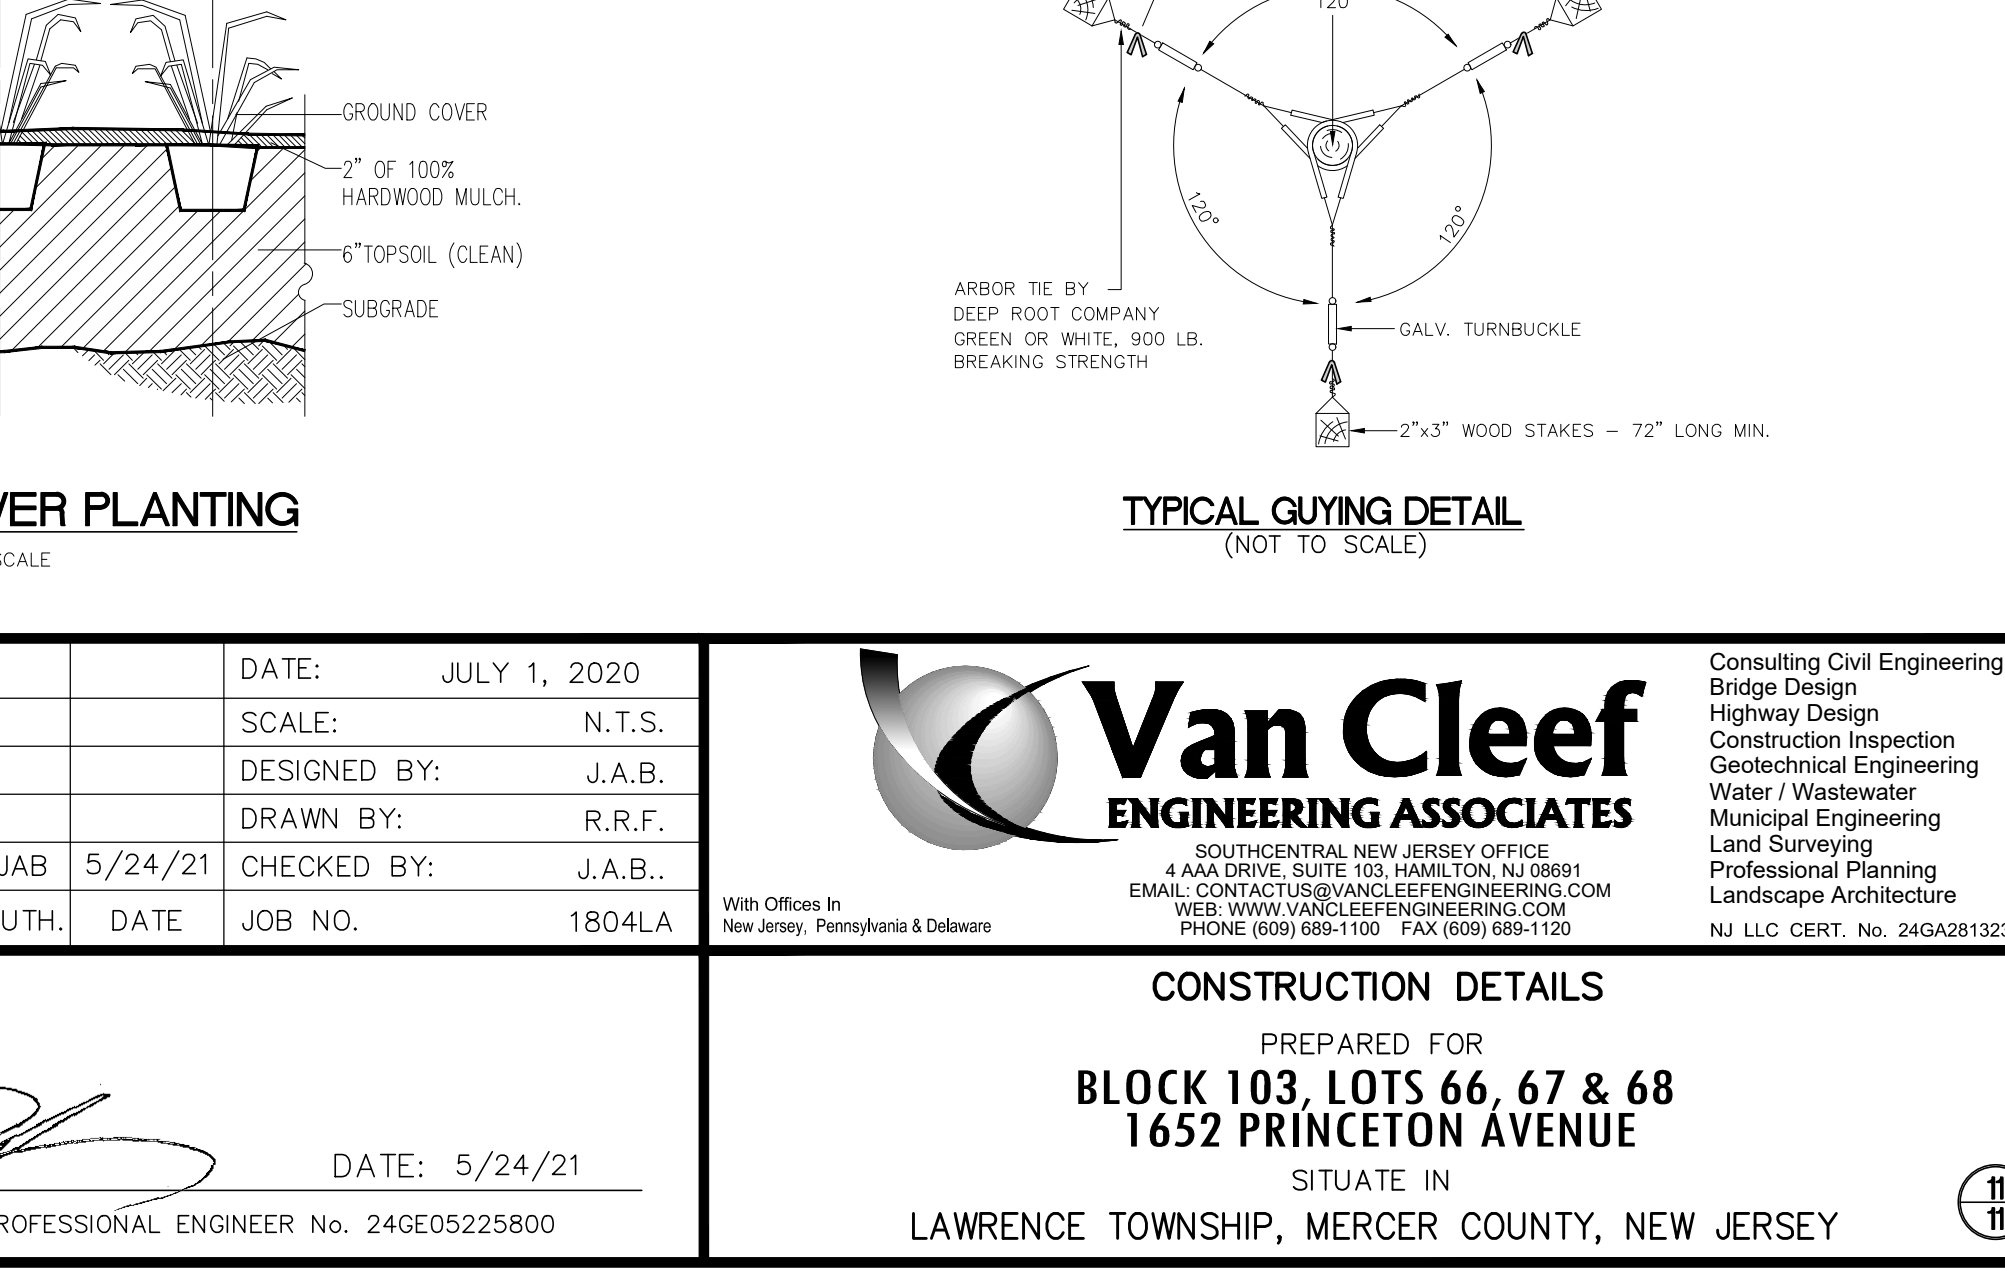 GROUND COVER
2" OF 100%
HARDWOOD MULCH.
6"TOPSOIL (CLEAN)
SUBGRADE
VER PLANTING
SCALE
120°
120°
120
ARBOR TIE BY
DEEP ROOT COMPANY
GREEN OR WHITE, 900 LB.
BREAKING STRENGTH
GALV. TURNBUCKLE
2"x3" WOOD STAKES – 72" LONG MIN.
TYPICAL GUYING DETAIL
(NOT TO SCALE)
DATE: JULY 1, 2020
SCALE: N.T.S.
DESIGNED BY: J.A.B.
DRAWN BY: R.R.F.
JAB 5/24/21 CHECKED BY: J.A.B..
UTH. DATE JOB NO. 1804LA
Van Cleef
ENGINEERING ASSOCIATES
SOUTHCENTRAL NEW JERSEY OFFICE
4 AAA DRIVE, SUITE 103, HAMILTON, NJ 08691
EMAIL: CONTACTUS@VANCLEEFENGINEERING.COM
WEB: WWW.VANCLEEFENGINEERING.COM
PHONE (609) 689-1100 FAX (609) 689-1120
With Offices In
New Jersey, Pennsylvania & Delaware
Consulting Civil Engineering
Bridge Design
Highway Design
Construction Inspection
Geotechnical Engineering
Water / Wastewater
Municipal Engineering
Land Surveying
Professional Planning
Landscape Architecture
NJ LLC CERT. No. 24GA281323
DATE: 5/24/21
ROFESSIONAL ENGINEER No. 24GE05225800
CONSTRUCTION DETAILS
PREPARED FOR
BLOCK 103, LOTS 66, 67 & 68
1652 PRINCETON AVENUE
SITUATE IN
LAWRENCE TOWNSHIP, MERCER COUNTY, NEW JERSEY
11
11